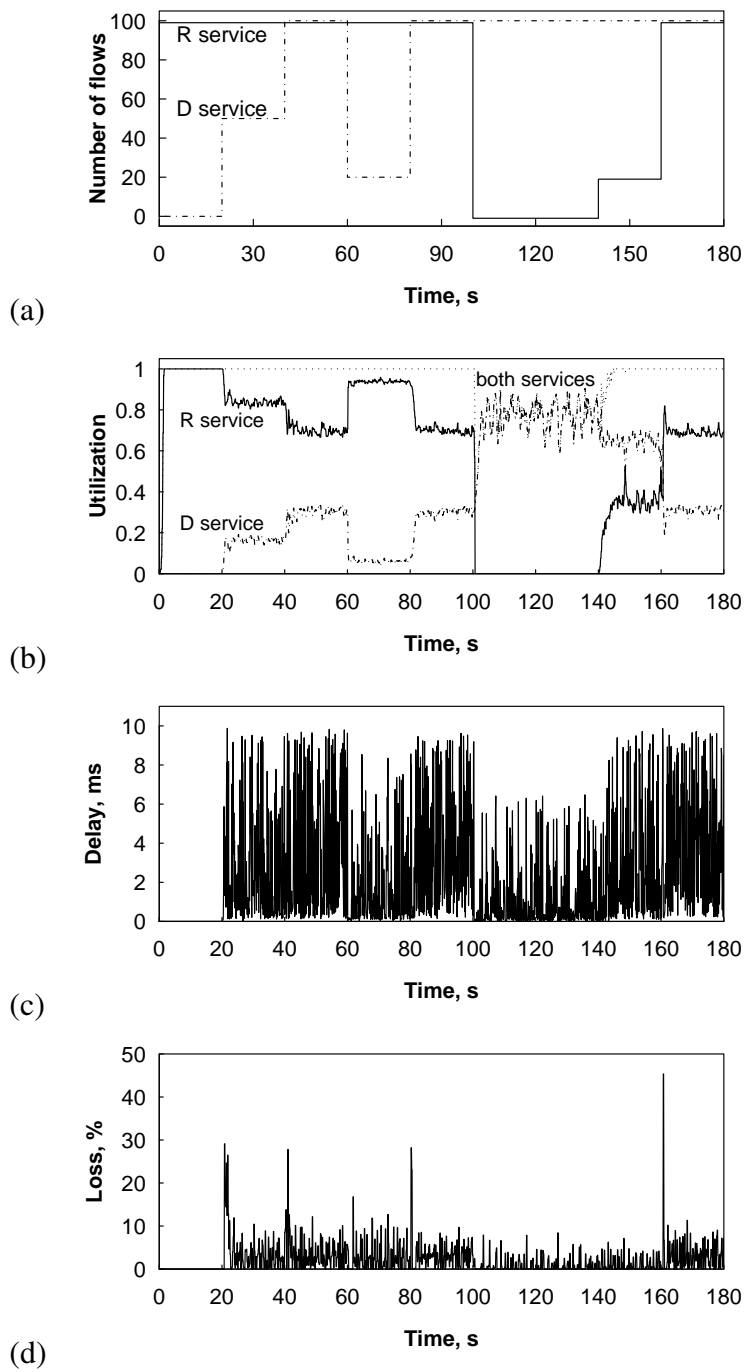 100
80
60
40
20
0
Number of flows
R service
D service
0 30 60 90 120 150 180
Time, s
(a)
1
0.8
0.6
0.4
0.2
0
Utilization
both services
R service
D service
0 20 40 60 80 100 120 140 160 180
Time, s
(b)
10
8
6
4
2
0
Delay, ms
0 20 40 60 80 100 120 140 160 180
Time, s
(c)
50
40
30
20
10
0
Loss, %
0 20 40 60 80 100 120 140 160 180
Time, s
(d)